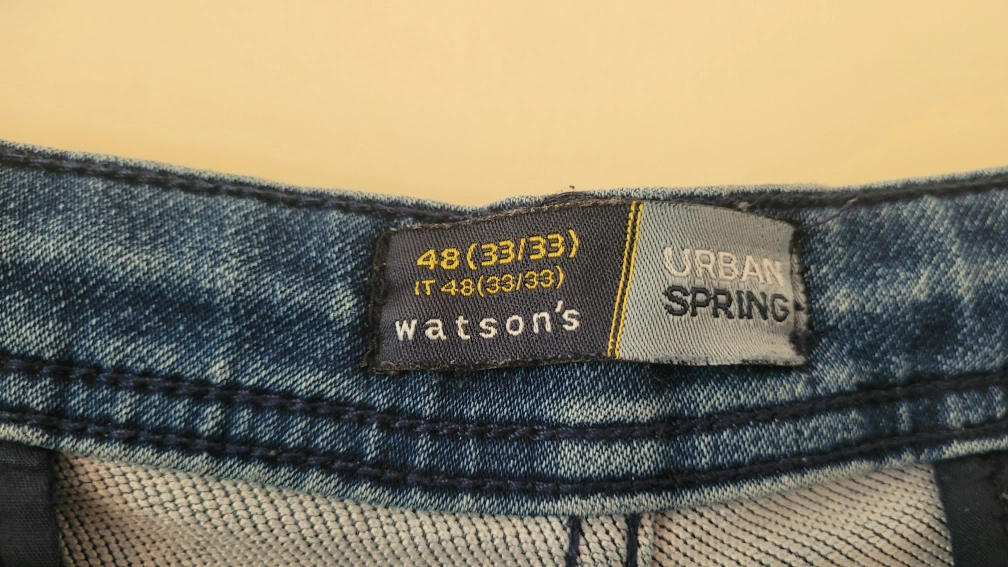 48 (33/33)
IT 48(33/33)
watson's
URBAN
SPRING